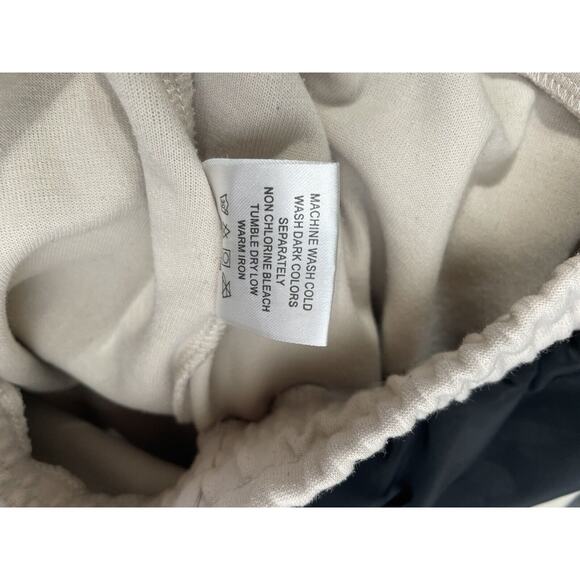 MACHINE WASH COLD
WASH DARK COLORS
SEPARATELY
NON CHLORINE BLEACH
TUMBLE DRY LOW
WARM IRON